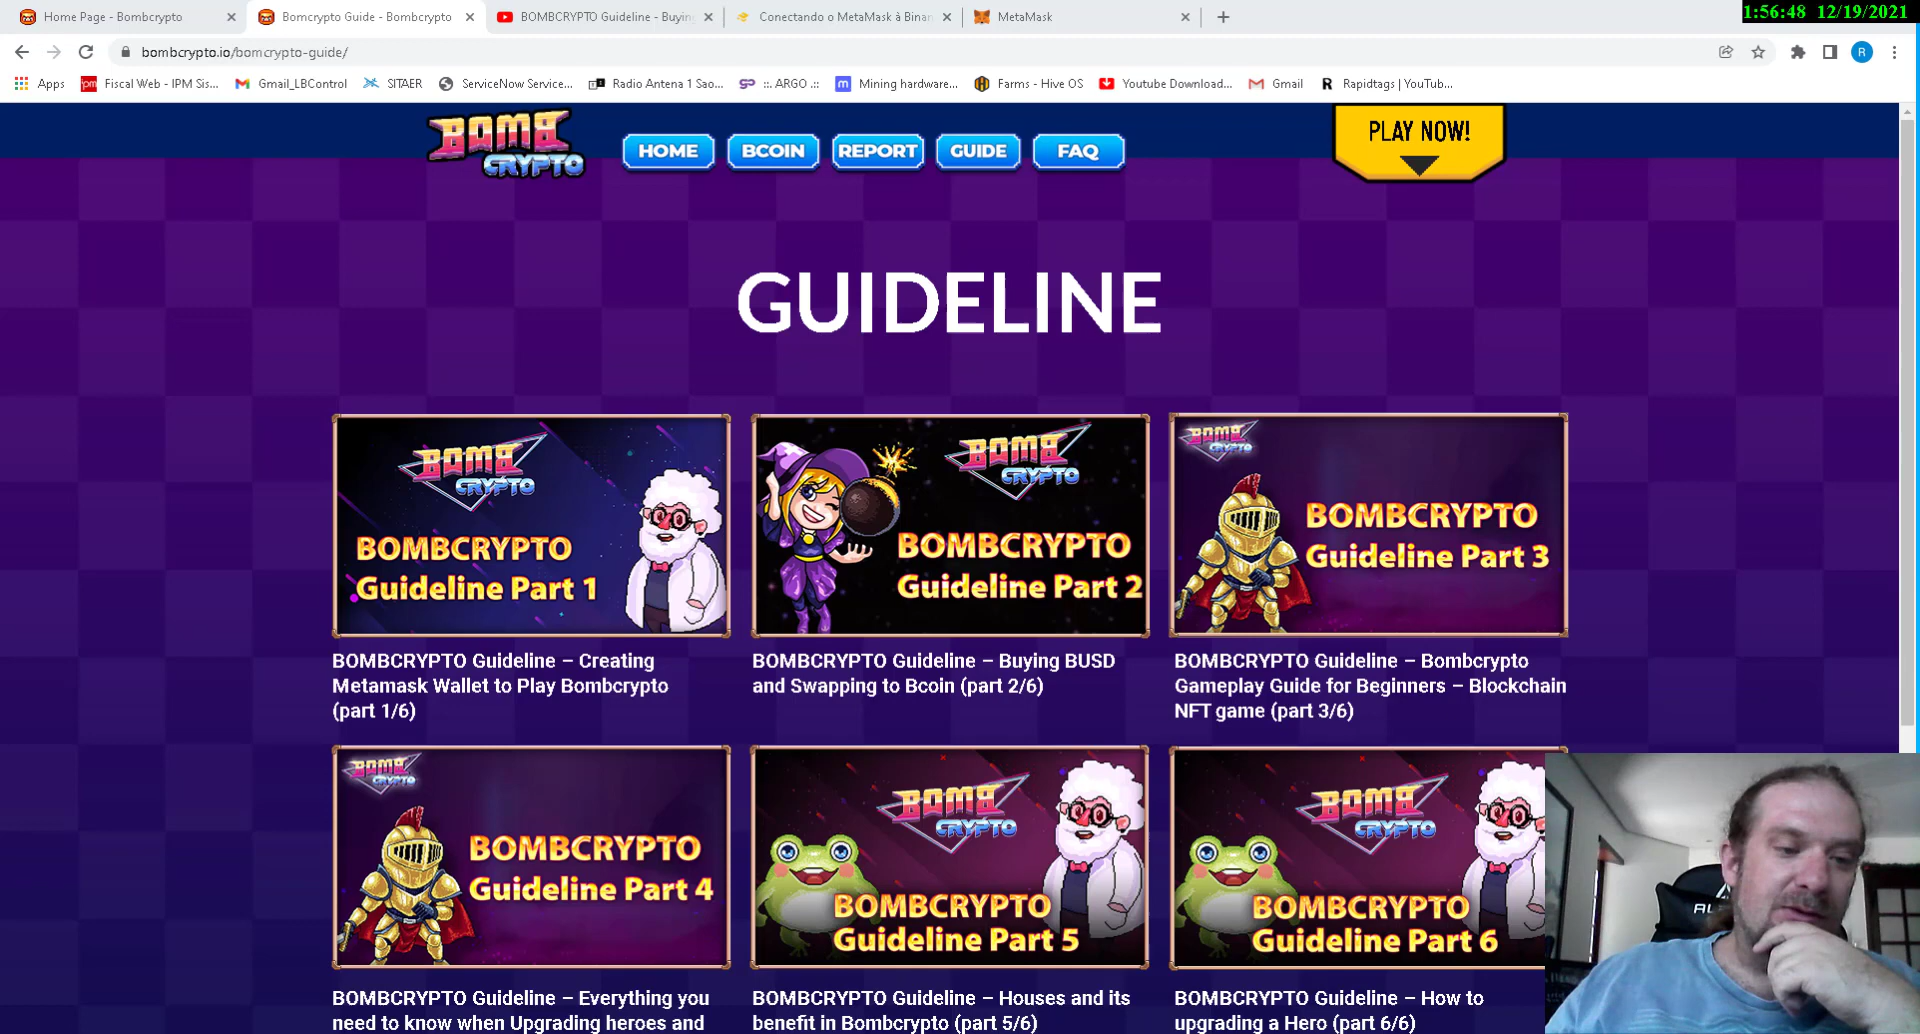 Home Page - Bombcrypto
Bomcrypto Guide - Bombcrypto
BOMBCRYPTO Guideline - Buyin
Conectando o MetaMask à Binan
MetaMask
1:56:48 12/19/2021
bombcrypto.io/bomcrypto-guide/
R
Apps
ipm
Fiscal Web - IPM Sis...
Gmail_LBControl
SITAER
ServiceNow Service...
Radio Antena 1 Sao...
::. ARGO .::
Mining hardware...
Farms - Hive OS
Youtube Download...
Gmail
R
Rapidtags | YouTub...
BOMB
CRYPTO
HOME
BCOIN
REPORT
GUIDE
FAQ
PLAY NOW!
GUIDELINE
BOMB
CRYPTO
BOMBCRYPTO
Guideline Part 1
BOMB
CRYPTO
BOMBCRYPTO
Guideline Part 2
BOMB
CRYPTO
BOMBCRYPTO
Guideline Part 3
BOMBCRYPTO Guideline – Creating
Metamask Wallet to Play Bombcrypto
(part 1/6)
BOMBCRYPTO Guideline – Buying BUSD
and Swapping to Bcoin (part 2/6)
BOMBCRYPTO Guideline – Bombcrypto
Gameplay Guide for Beginners – Blockchain
NFT game (part 3/6)
BOMB
CRYPTO
BOMBCRYPTO
Guideline Part 4
BOMB
CRYPTO
BOMBCRYPTO
Guideline Part 5
BOMB
CRYPTO
BOMBCRYPTO
Guideline Part 6
BOMBCRYPTO Guideline – Everything you
need to know when Upgrading heroes and
BOMBCRYPTO Guideline – Houses and its
benefit in Bombcrypto (part 5/6)
BOMBCRYPTO Guideline – How to
upgrading a Hero (part 6/6)